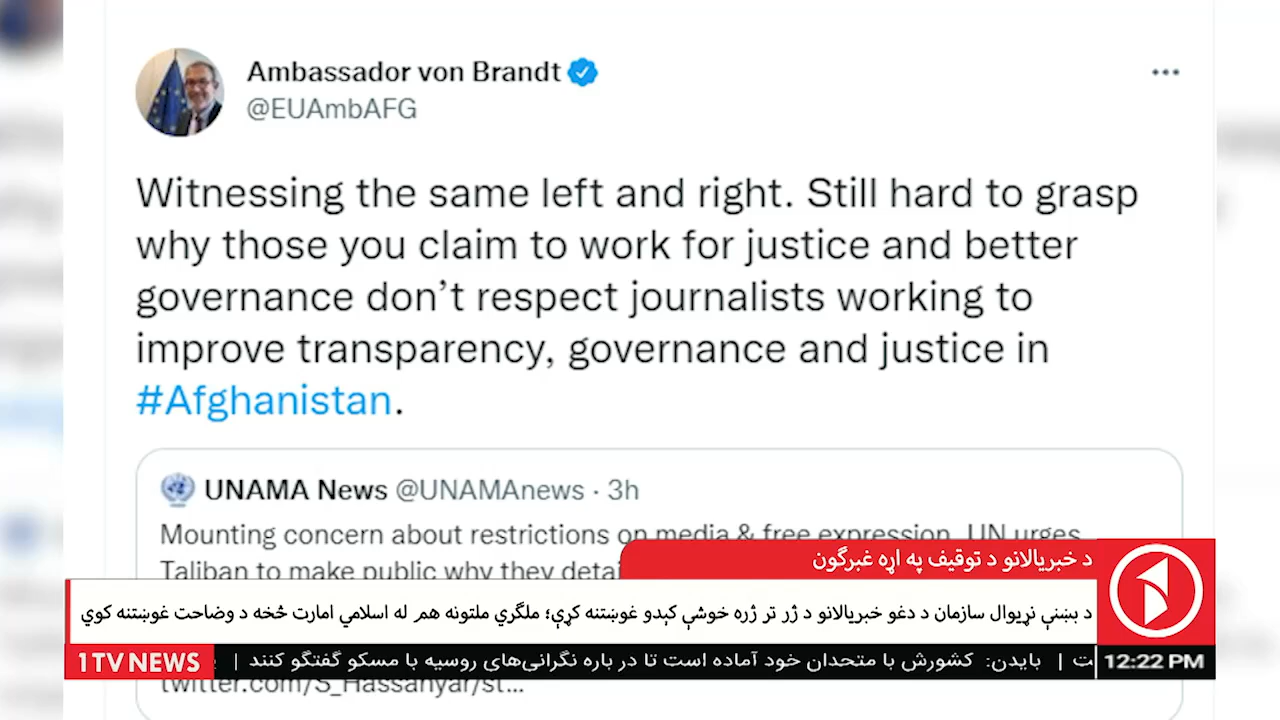 Ambassador von Brandt
@EUAmbAFG
Witnessing the same left and right. Still hard to grasp
why those you claim to work for justice and better
governance don’t respect journalists working to
improve transparency, governance and justice in
#Afghanistan.
UNAMA News @UNAMAnews · 3h
Mounting concern about restrictions on media & free expression. UN urges
Taliban to make public why they detai
د خبریالانو د توقیف په اړه غبرګون
د بښنې نړیوال سازمان د دغو خبریالانو د ژر تر ژره خوشې کېدو غوښتنه کړې؛ ملګري ملتونه هم له اسلامي امارت څخه د وضاحت غوښتنه کوي
1TV NEWS
ت | بایدن: کشورش با متحدان خود آماده است تا در باره نگرانی‌های روسیه با مسکو گفتگو کنند |
12:22 PM
twitter.com/S_Hassanyar/st...